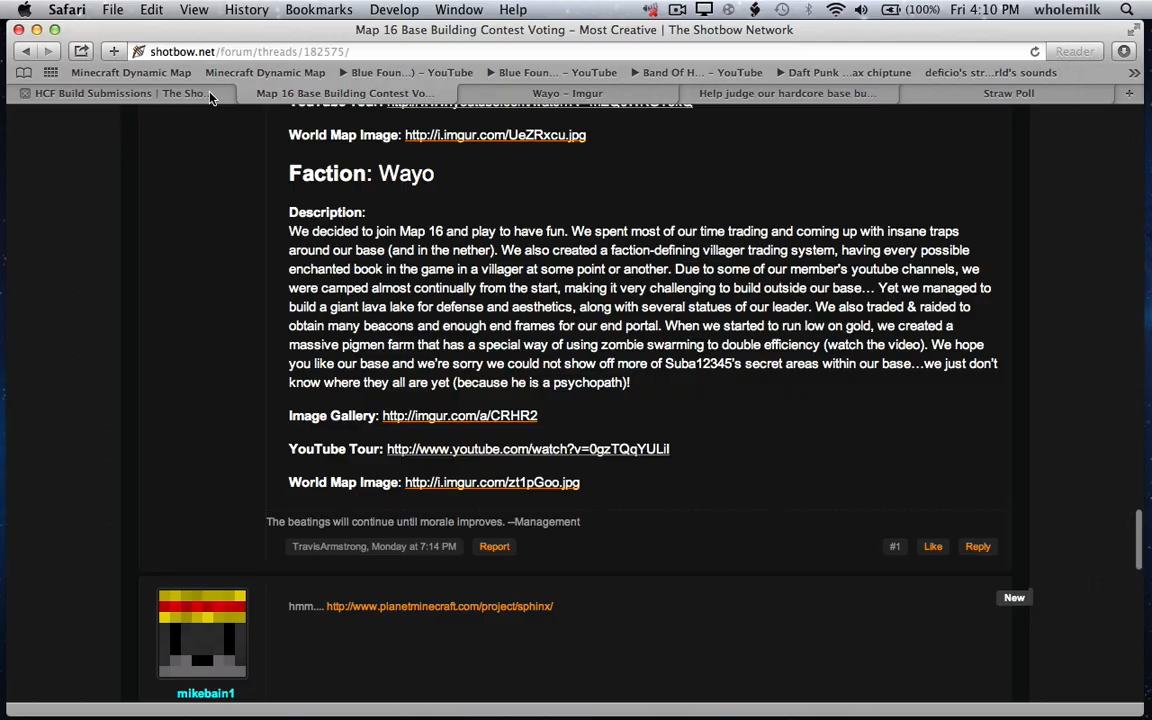 Safari File Edit View History Bookmarks Develop Window Help (100%) Fri 4:10 PM wholemilk
Map 16 Base Building Contest Voting - Most Creative | The Shotbow Network
shotbow.net/forum/threads/182575/ Reader
Minecraft Dynamic Map Minecraft Dynamic Map ▶ Blue Foun...) – YouTube ▶ Blue Foun... – YouTube ▶ Band Of H... – YouTube ▶ Daft Punk ...ax chiptune deficio's str...rld's sounds
HCF Build Submissions | The Sho... Map 16 Base Building Contest Vo... Wayo – Imgur Help judge our hardcore base bu... Straw Poll
World Map Image: http://i.imgur.com/UeZRxcu.jpg
Faction: Wayo
Description:
We decided to join Map 16 and play to have fun. We spent most of our time trading and coming up with insane traps
around our base (and in the nether). We also created a faction-defining villager trading system, having every possible
enchanted book in the game in a villager at some point or another. Due to some of our member's youtube channels, we
were camped almost continually from the start, making it very challenging to build outside our base... Yet we managed to
build a giant lava lake for defense and aesthetics, along with several statues of our leader. We also traded & raided to
obtain many beacons and enough end frames for our end portal. When we started to run low on gold, we created a
massive pigmen farm that has a special way of using zombie swarming to double efficiency (watch the video). We hope
you like our base and we're sorry we could not show off more of Suba12345's secret areas within our base...we just don't
know where they all are yet (because he is a psychopath)!
Image Gallery: http://imgur.com/a/CRHR2
YouTube Tour: http://www.youtube.com/watch?v=0gzTQqYULiI
World Map Image: http://i.imgur.com/zt1pGoo.jpg
The beatings will continue until morale improves. --Management
TravisArmstrong, Monday at 7:14 PM Report #1 Like Reply
hmm.... http://www.planetminecraft.com/project/sphinx/ New
mikebain1